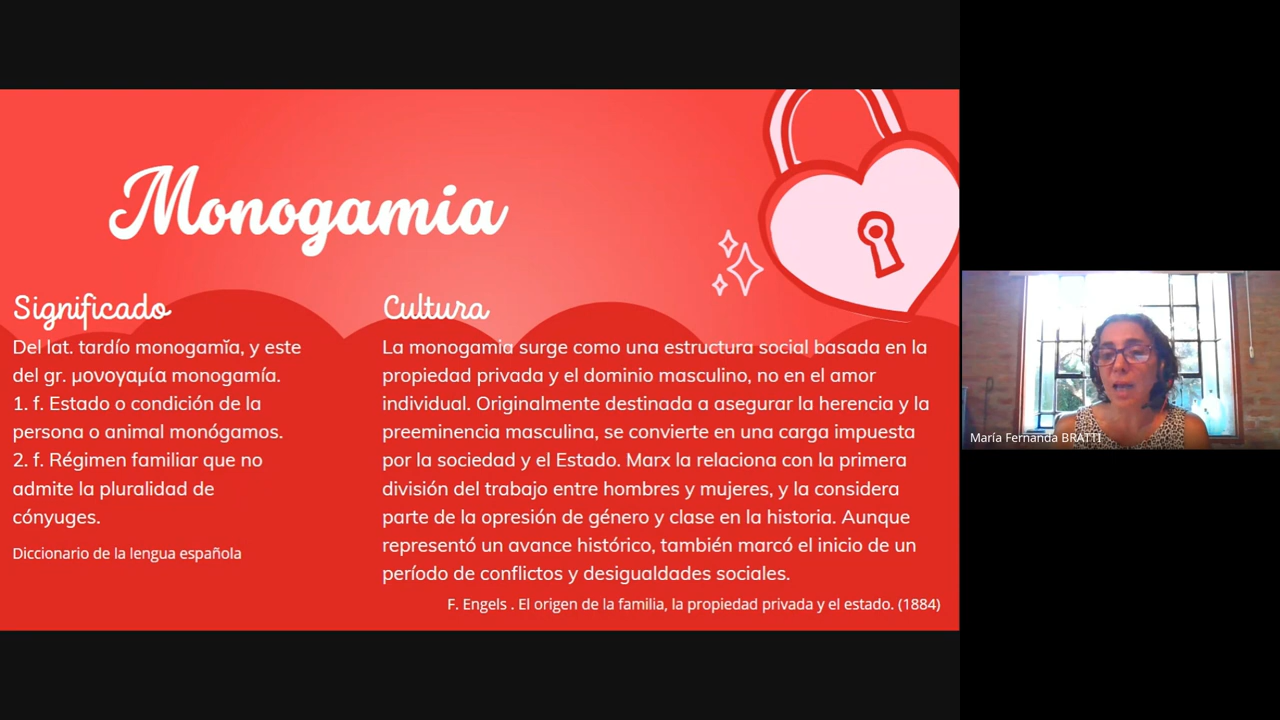 Monogamia
Significado
Del lat. tardío monogamĭa, y este
del gr. μονογαμία monogamía.
1. f. Estado o condición de la
persona o animal monógamos.
2. f. Régimen familiar que no
admite la pluralidad de
cónyuges.
Diccionario de la lengua española
Cultura
La monogamia surge como una estructura social basada en la
propiedad privada y el dominio masculino, no en el amor
individual. Originalmente destinada a asegurar la herencia y la
preeminencia masculina, se convierte en una carga impuesta
por la sociedad y el Estado. Marx la relaciona con la primera
división del trabajo entre hombres y mujeres, y la considera
parte de la opresión de género y clase en la historia. Aunque
representó un avance histórico, también marcó el inicio de un
período de conflictos y desigualdades sociales.
F. Engels . El origen de la familia, la propiedad privada y el estado. (1884)
María Fernanda BRATTI